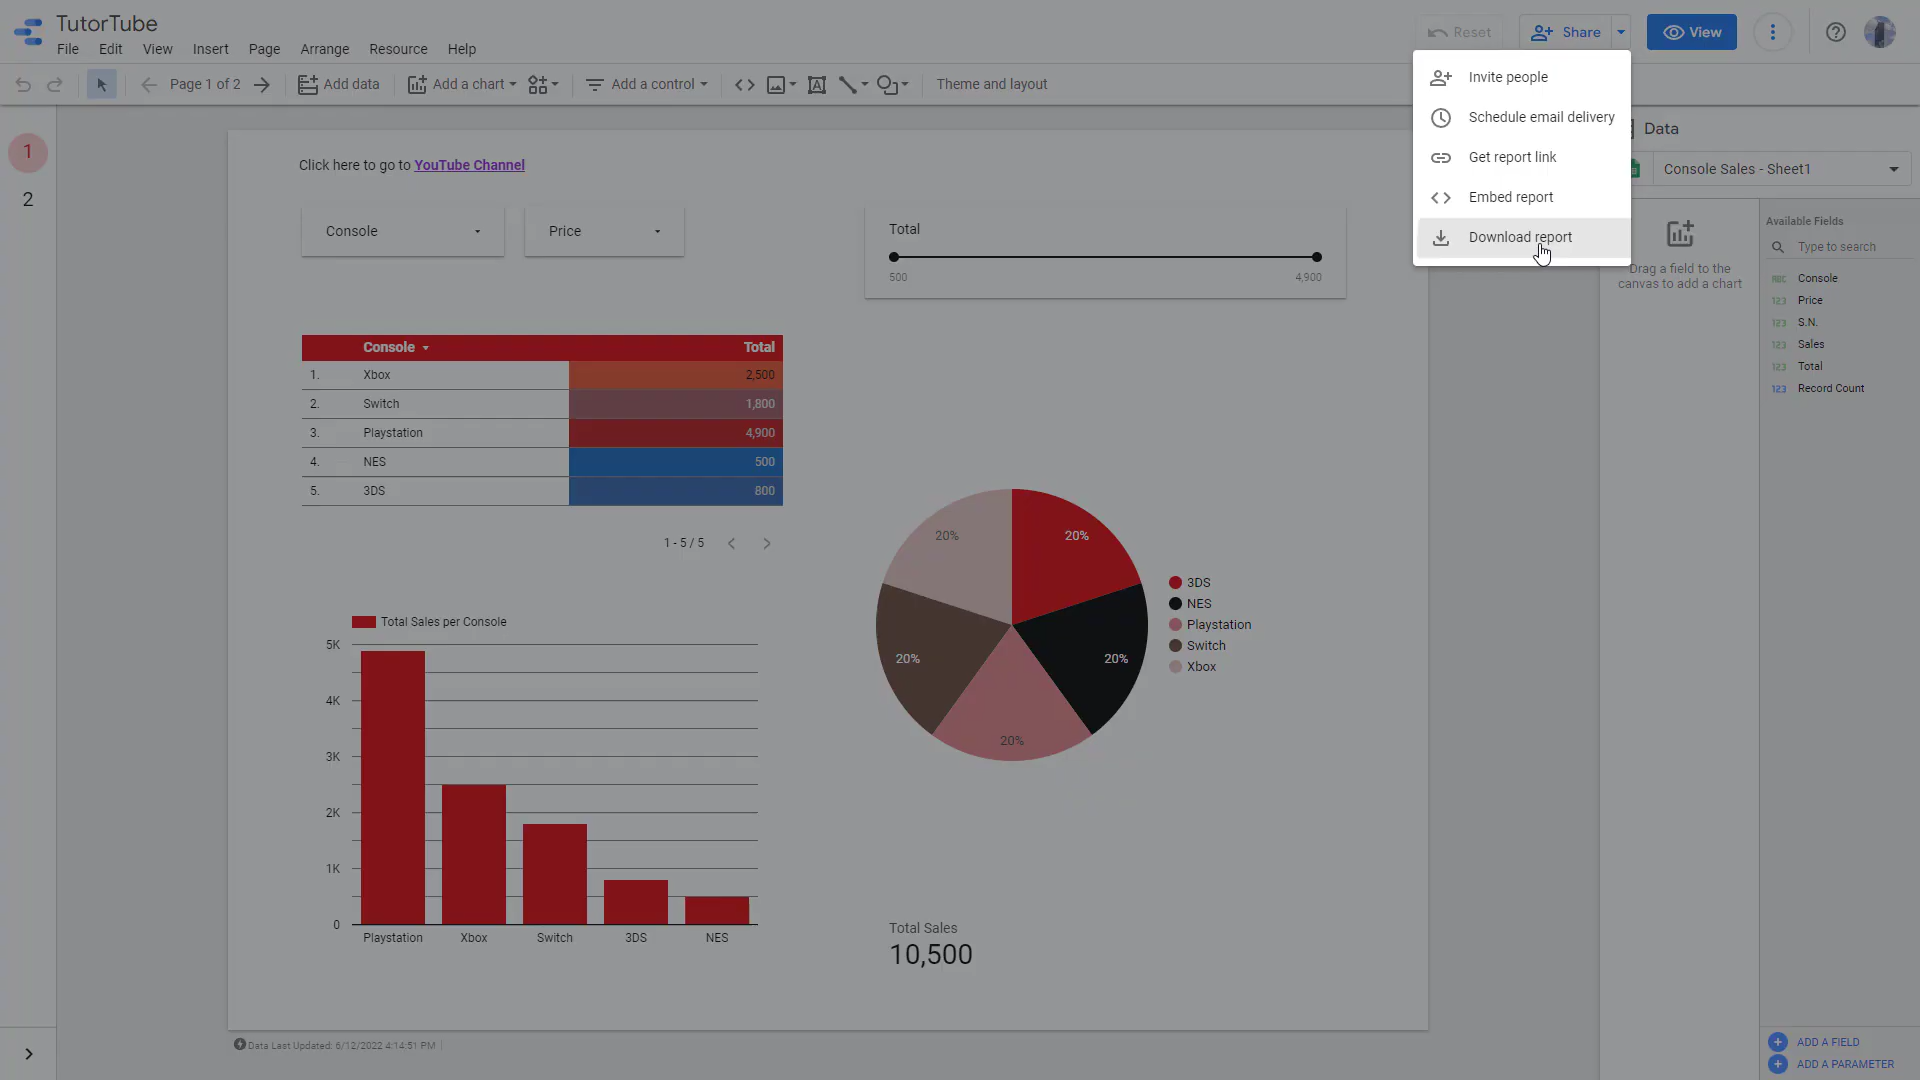 TutorTube
File Edit View Insert Page Arrange Resource Help
Reset Share View
Page 1 of 2 Add data Add a chart Add a control Theme and layout
Invite people
Schedule email delivery
Get report link
Embed report
Download report
1
2
Click here to go to YouTube Channel
Console Price
Total
500 4,900
Console Total
1. Xbox 2,500
2. Switch 1,800
3. Playstation 4,900
4. NES 500
5. 3DS 800
1 - 5 / 5
Total Sales per Console
5K
4K
3K
2K
1K
0
Playstation Xbox Switch 3DS NES
20% 20%
20% 20%
20%
3DS
NES
Playstation
Switch
Xbox
Total Sales
10,500
Data Last Updated: 6/12/2022 4:14:51 PM
Data
Console Sales - Sheet1
Drag a field to the
canvas to add a chart
Available Fields
Type to search
ABC Console
123 Price
123 S.N.
123 Sales
123 Total
123 Record Count
ADD A FIELD
ADD A PARAMETER